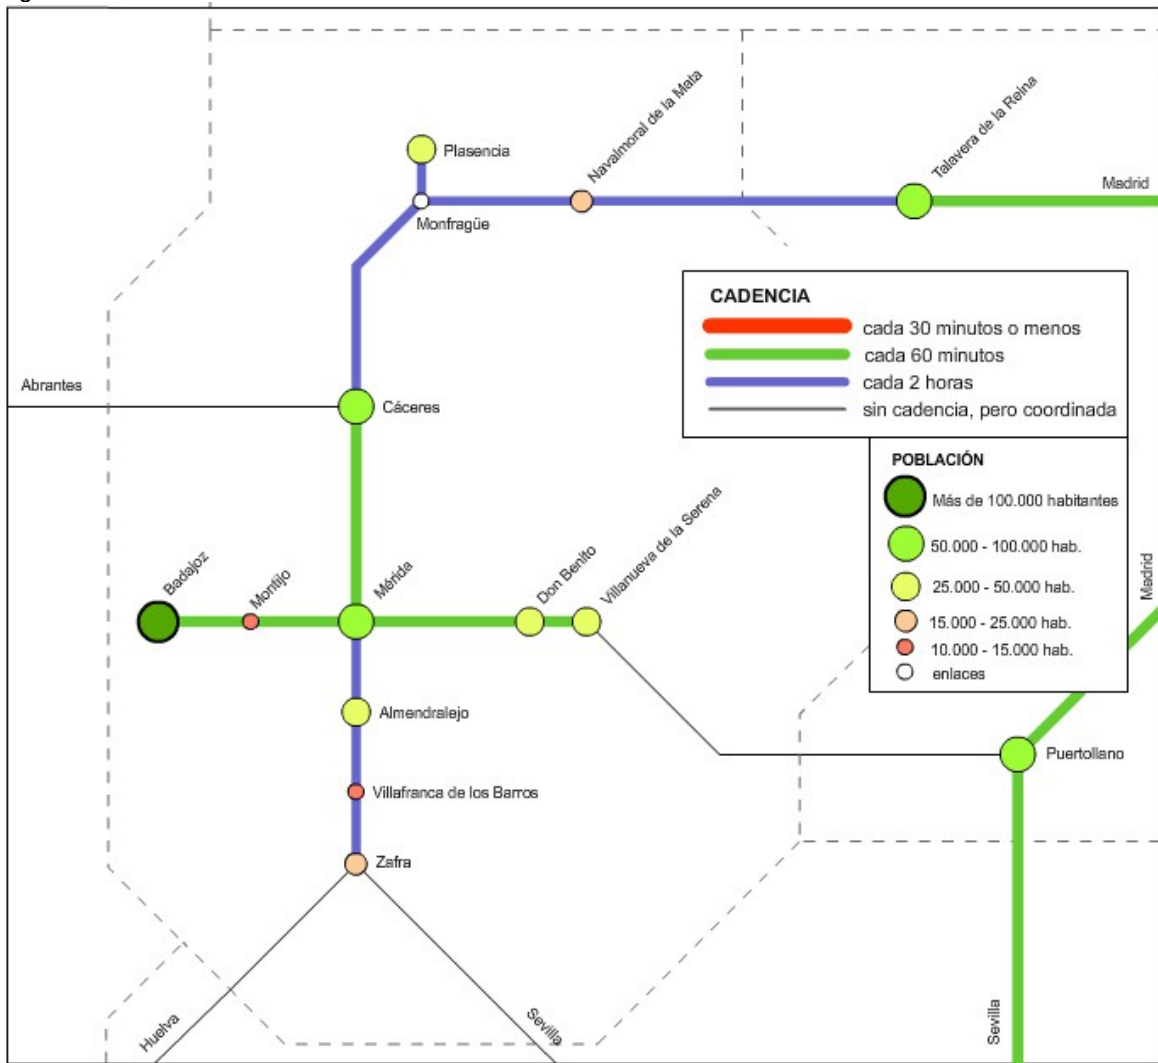 Plasencia
Monfragüe
Navalmoral de la Mata
Talavera de la Reina
Madrid
CADENCIA
cada 30 minutos o menos
cada 60 minutos
cada 2 horas
sin cadencia, pero coordinada
Abrantes
Cáceres
POBLACIÓN
Más de 100.000 habitantes
50.000 - 100.000 hab.
25.000 - 50.000 hab.
15.000 - 25.000 hab.
10.000 - 15.000 hab.
enlaces
Badajoz
Montijo
Mérida
Don Benito
Villanueva de la Serena
Madrid
Almendralejo
Puertollano
Villafranca de los Barros
Zafra
Huelva
Sevilla
Sevilla